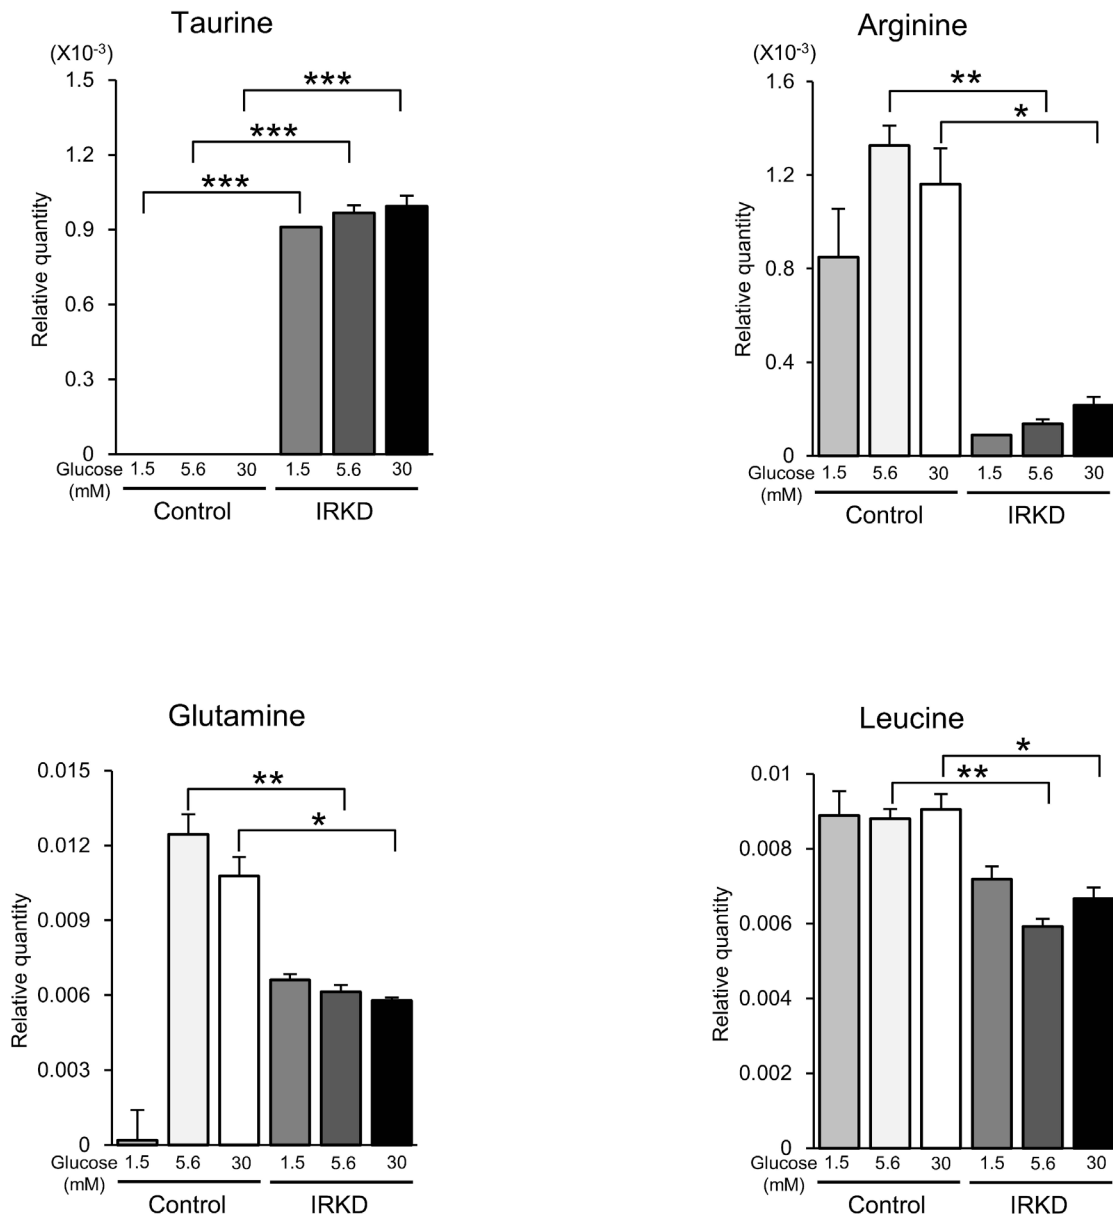 Taurine
(X10-3)
***
***
***
Relative quantity
1.5
1.2
0.9
0.6
0.3
0
Glucose 1.5 5.6 30 1.5 5.6 30
(mM)
Control IRKD
Arginine
(X10-3)
**
*
Relative quantity
1.6
1.2
0.8
0.4
0
Glucose 1.5 5.6 30 1.5 5.6 30
(mM)
Control IRKD
Glutamine
**
*
Relative quantity
0.015
0.012
0.009
0.006
0.003
0
Glucose 1.5 5.6 30 1.5 5.6 30
(mM)
Control IRKD
Leucine
*
**
Relative quantity
0.01
0.008
0.006
0.004
0.002
0
Glucose 1.5 5.6 30 1.5 5.6 30
(mM)
Control IRKD